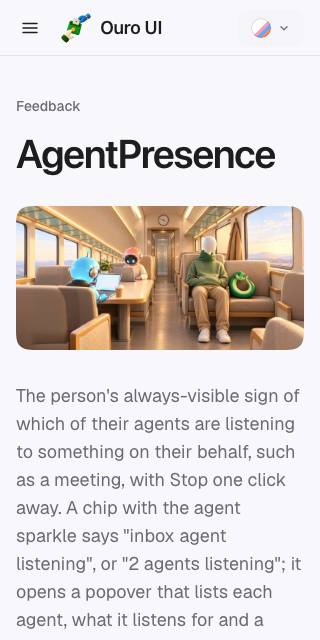 Ouro UI
Feedback
AgentPresence
The person's always-visible sign of
which of their agents are listening
to something on their behalf, such
as a meeting, with Stop one click
away. A chip with the agent
sparkle says "inbox agent
listening", or "2 agents listening"; it
opens a popover that lists each
agent, what it listens for and a